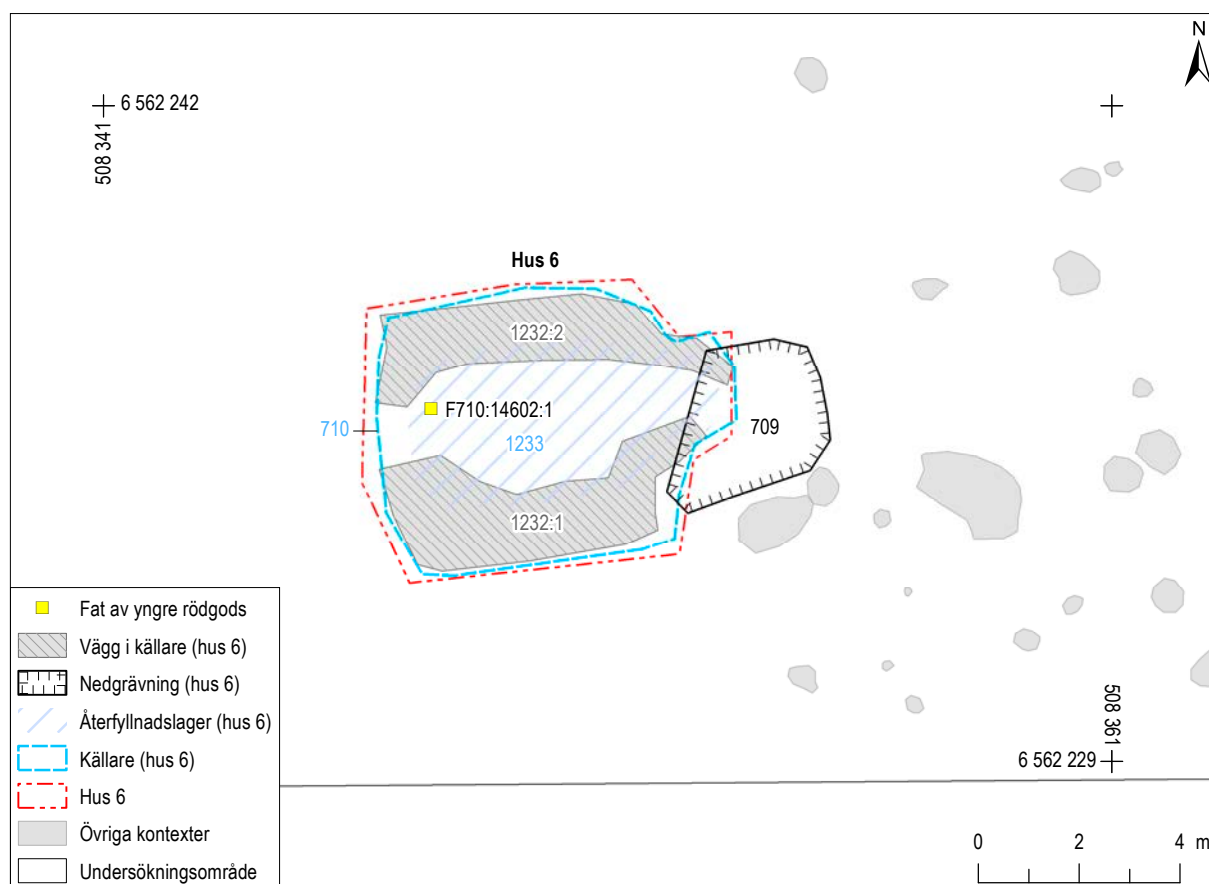 N
6 562 242
508 341
Hus 6
1232:2
F710:14602:1
710
1233
709
1232:1
508 361
6 562 229
Fat av yngre rödgods
Vägg i källare (hus 6)
Nedgrävning (hus 6)
Återfyllnadslager (hus 6)
Källare (hus 6)
Hus 6
Övriga kontexter
Undersökningsområde
0 2 4 m